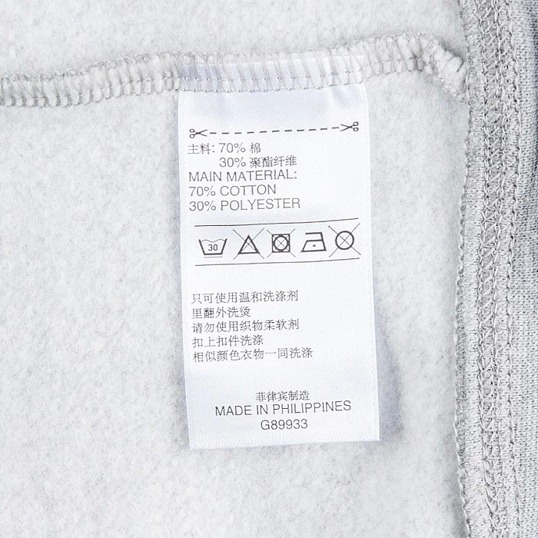 主料: 70% 棉
30% 聚酯纤维
MAIN MATERIAL:
70% COTTON
30% POLYESTER
30
只可使用温和洗涤剂
里翻外洗烫
请勿使用织物柔软剂
扣上扣件洗涤
相似颜色衣物一同洗涤
菲律宾制造
MADE IN PHILIPPINES
G89933